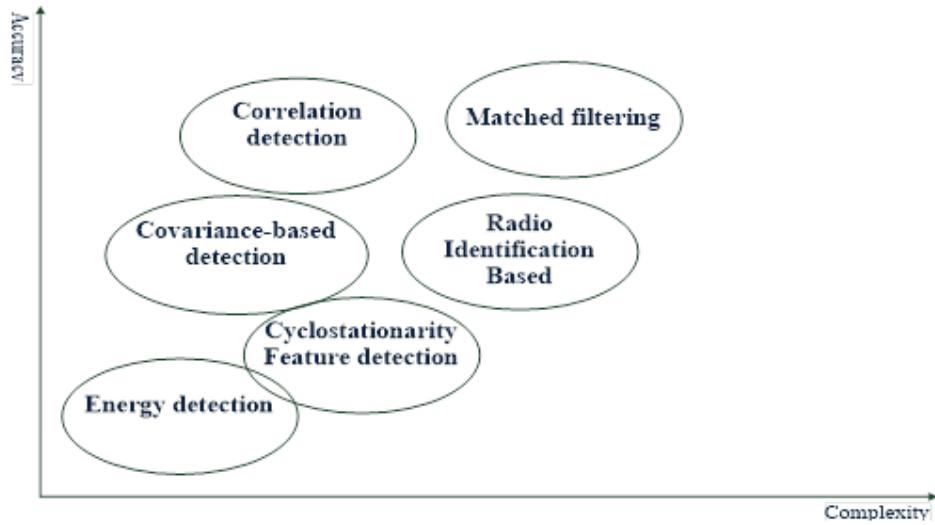 Accuracy
Correlation
detection
Matched filtering
Covariance-based
detection
Radio
Identification
Based
Cyclostationarity
Feature detection
Energy detection
Complexity